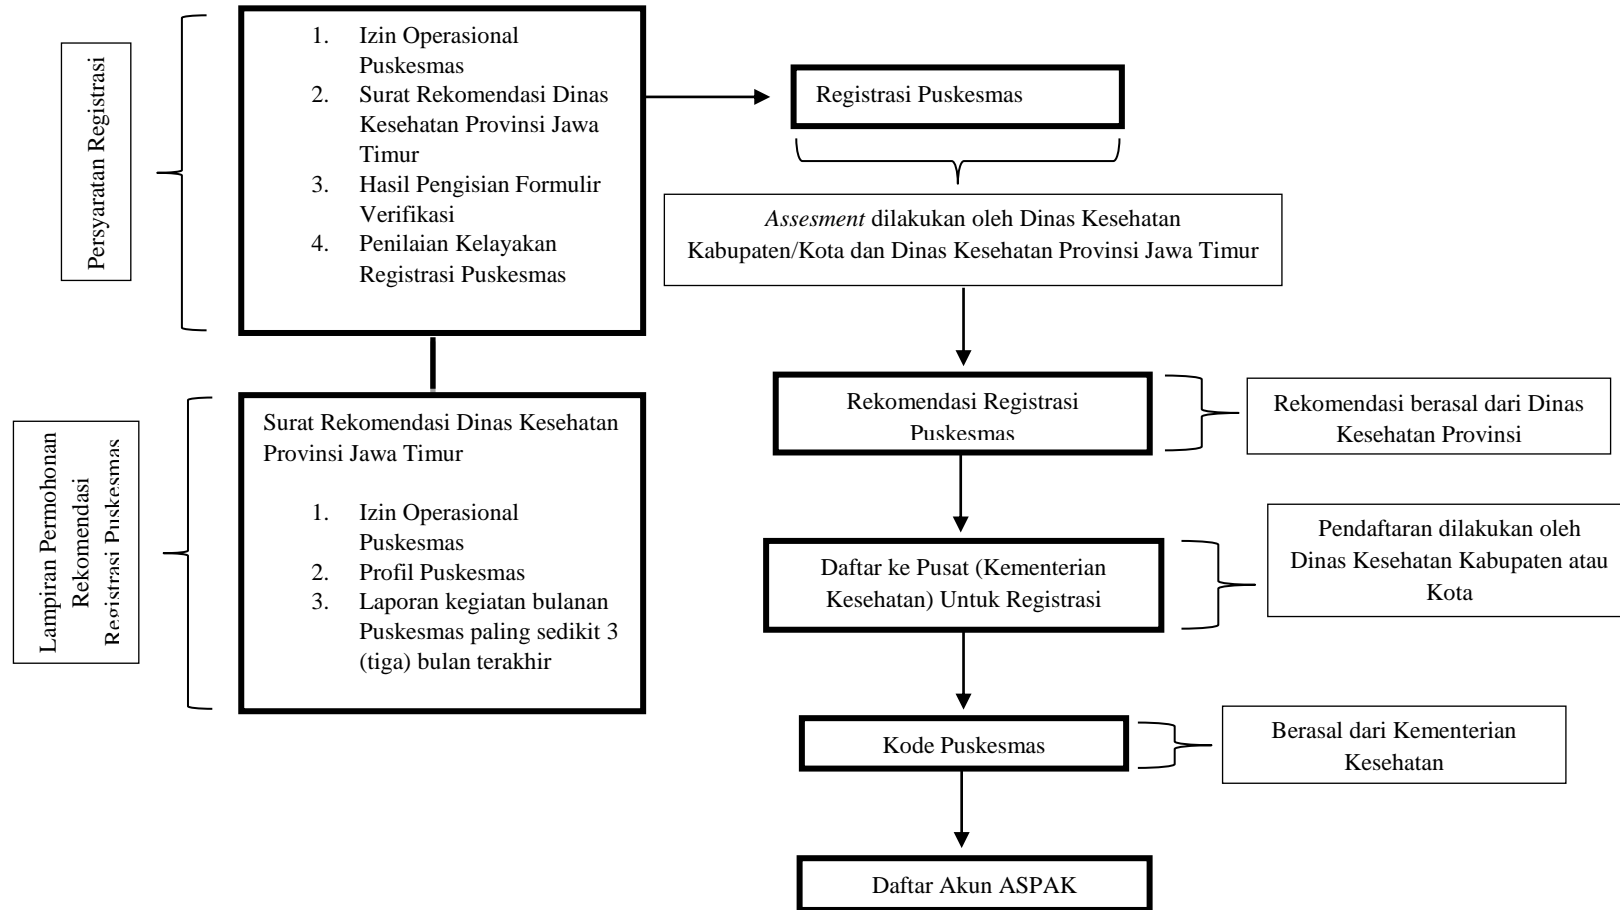 Persyaratan Registrasi
1. Izin Operasional
Puskesmas
2. Surat Rekomendasi Dinas
Kesehatan Provinsi Jawa
Timur
3. Hasil Pengisian Formulir
Verifikasi
4. Penilaian Kelayakan
Registrasi Puskesmas
Registrasi Puskesmas
Assesment dilakukan oleh Dinas Kesehatan
Kabupaten/Kota dan Dinas Kesehatan Provinsi Jawa Timur
Lampiran Permohonan
Rekomendasi
Registrasi Puskesmas
Surat Rekomendasi Dinas Kesehatan
Provinsi Jawa Timur
1. Izin Operasional
Puskesmas
2. Profil Puskesmas
3. Laporan kegiatan bulanan
Puskesmas paling sedikit 3
(tiga) bulan terakhir
Rekomendasi Registrasi
Puskesmas
Rekomendasi berasal dari Dinas
Kesehatan Provinsi
Daftar ke Pusat (Kementerian
Kesehatan) Untuk Registrasi
Pendaftaran dilakukan oleh
Dinas Kesehatan Kabupaten atau
Kota
Kode Puskesmas
Berasal dari Kementerian
Kesehatan
Daftar Akun ASPAK